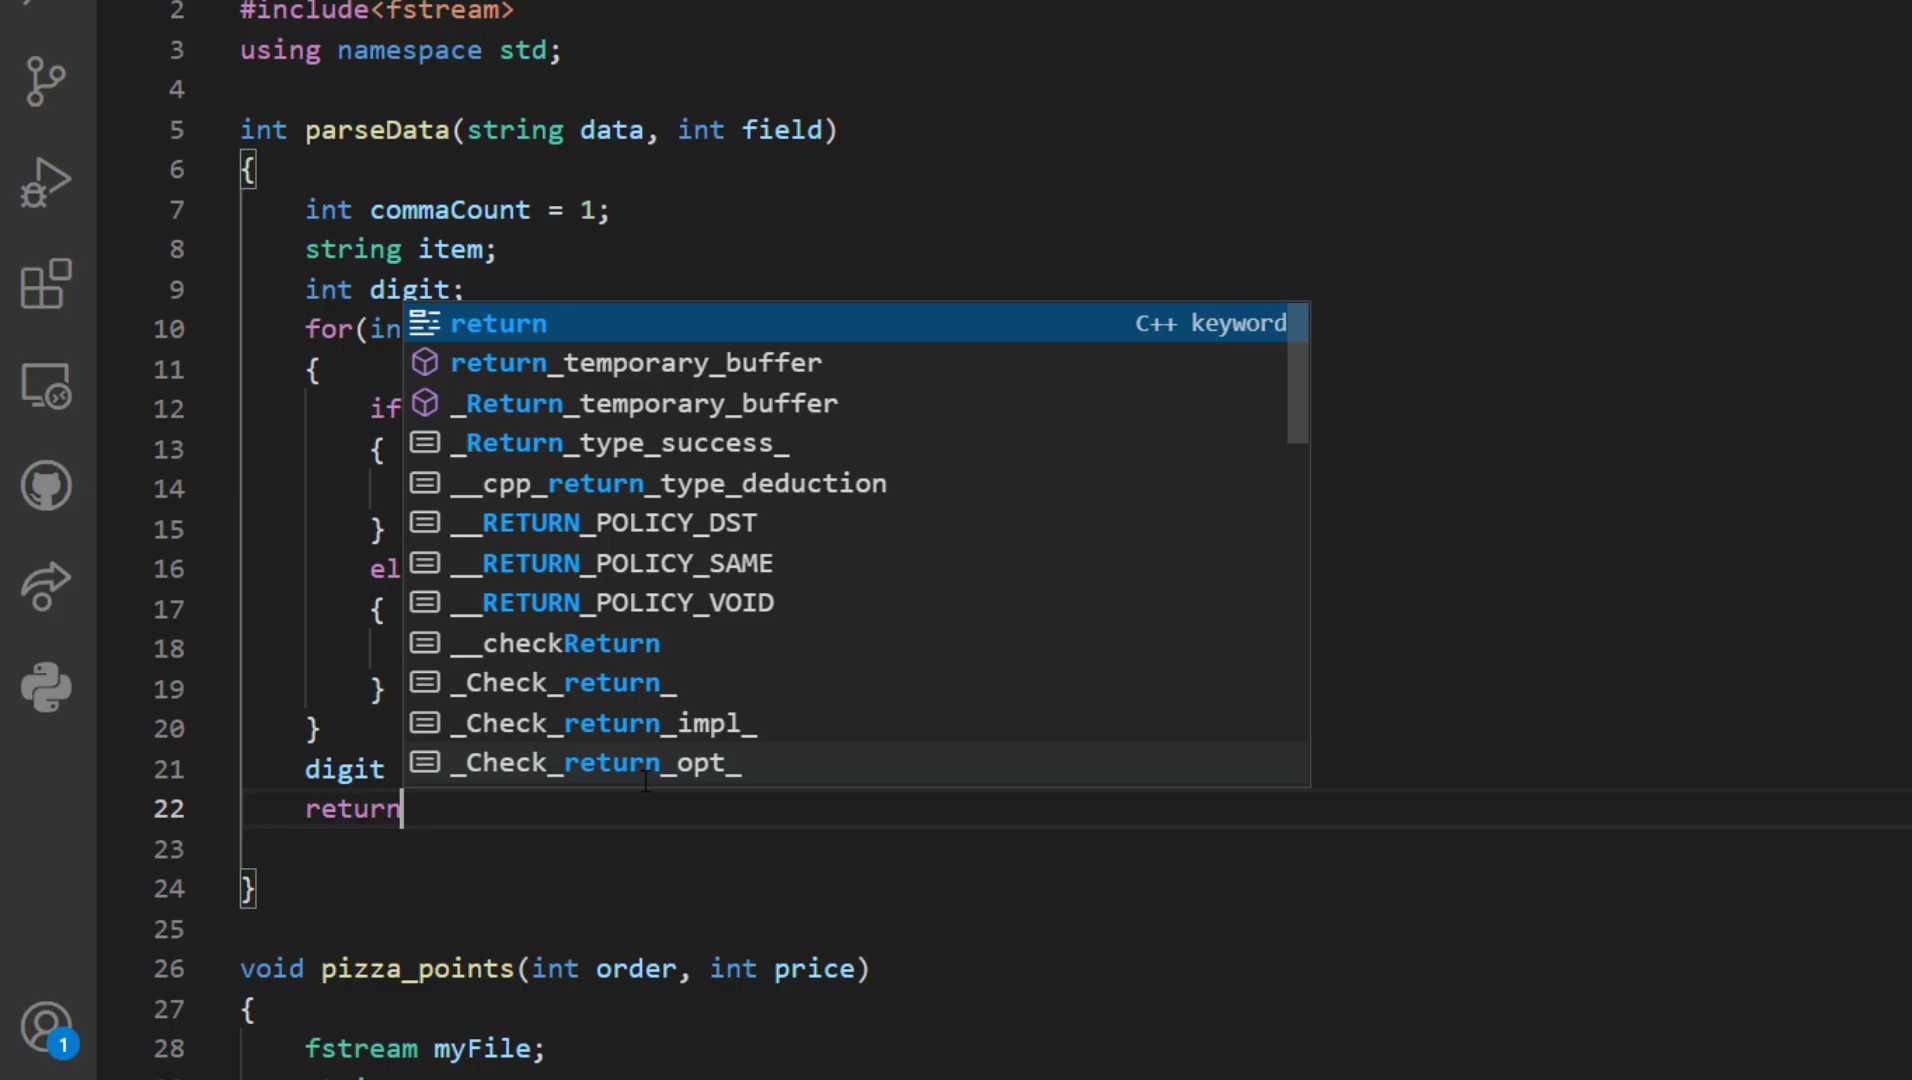 2 #include<fstream>
3 using namespace std;
4
5 int parseData(string data, int field)
6 {
7 int commaCount = 1;
8 string item;
9 int digit;
10 for(in
return C++ keyword
11 {
return_temporary_buffer
12 if
_Return_temporary_buffer
13 {
_Return_type_success_
14
__cpp_return_type_deduction
15 }
__RETURN_POLICY_DST
16 el
__RETURN_POLICY_SAME
17 {
__RETURN_POLICY_VOID
18
__checkReturn
19 }
_Check_return_
20 }
_Check_return_impl_
21 digit
_Check_return_opt_
22 return
23
24 }
25
26 void pizza_points(int order, int price)
27 {
28 fstream myFile;
1